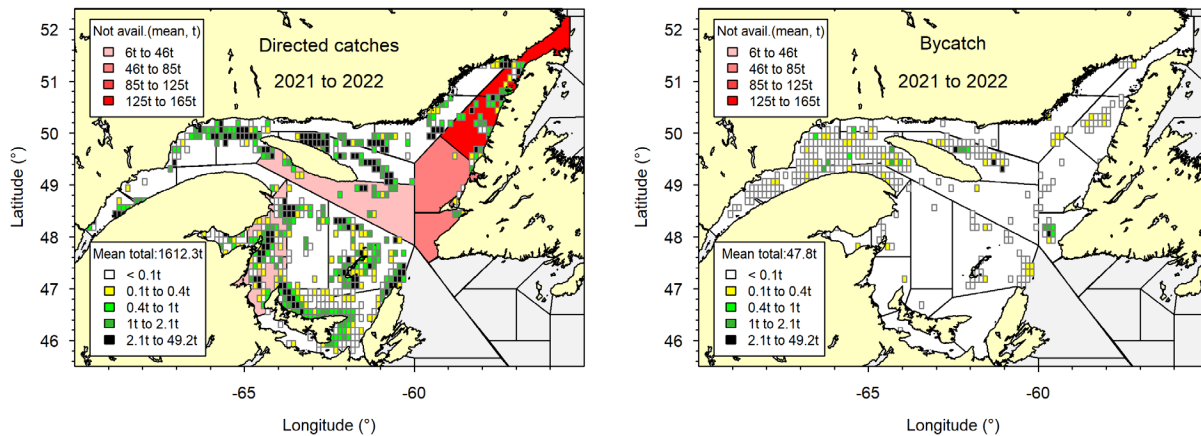 Not avail.(mean, t)
6t to 46t
46t to 85t
85t to 125t
125t to 165t
Directed catches
2021 to 2022
Mean total:1612.3t
< 0.1t
0.1t to 0.4t
0.4t to 1t
1t to 2.1t
2.1t to 49.2t
52
51
50
49
48
47
46
Latitude (°)
-65
-60
Longitude (°)
Not avail.(mean, t)
6t to 46t
46t to 85t
85t to 125t
125t to 165t
Bycatch
2021 to 2022
Mean total:47.8t
< 0.1t
0.1t to 0.4t
0.4t to 1t
1t to 2.1t
2.1t to 49.2t
52
51
50
49
48
47
46
Latitude (°)
-65
-60
Longitude (°)